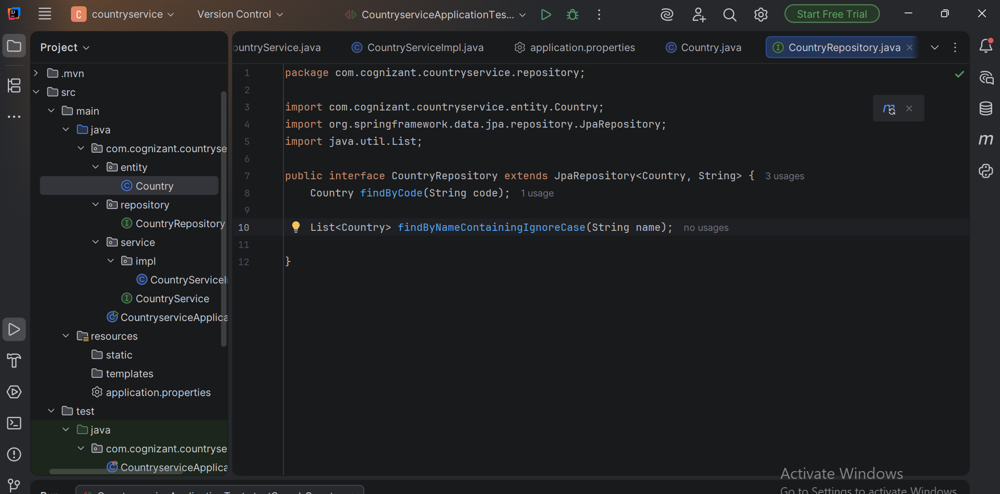 C countryservice Version Control CountryserviceApplicationTes... Start Free Trial
Project
ountryService.java CountryServiceImpl.java application.properties Country.java CountryRepository.java
.mvn
src
main
java
com.cognizant.countryse
entity
Country
repository
CountryRepository
service
impl
CountryServiceI
CountryService
CountryserviceApplica
resources
static
templates
application.properties
test
java
com.cognizant.countryse
CountryserviceApplica
1 package com.cognizant.countryservice.repository;
2
3 import com.cognizant.countryservice.entity.Country;
4 import org.springframework.data.jpa.repository.JpaRepository;
5 import java.util.List;
6
7 public interface CountryRepository extends JpaRepository<Country, String> { 3 usages
8 Country findByCode(String code); 1 usage
9
10 List<Country> findByNameContainingIgnoreCase(String name); no usages
11
12 }
Activate Windows
Go to Settings to activate Windows.